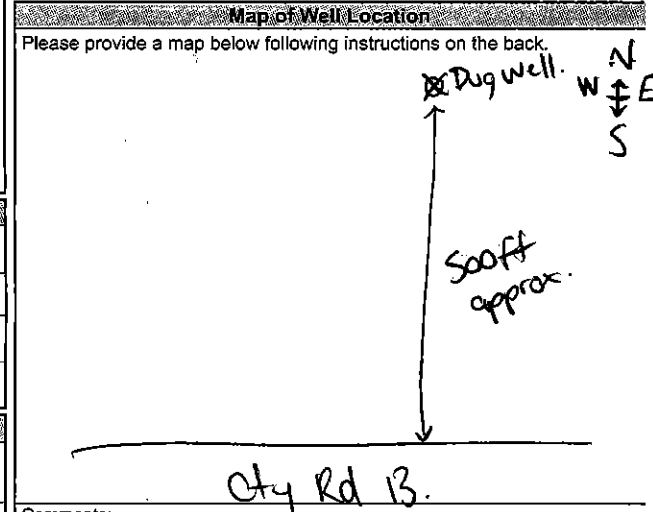 Map of Well Location
Please provide a map below following instructions on the back.
Dug Well.
N
W E
S
500ft
approx.
Cty Rd 13.
Comments: